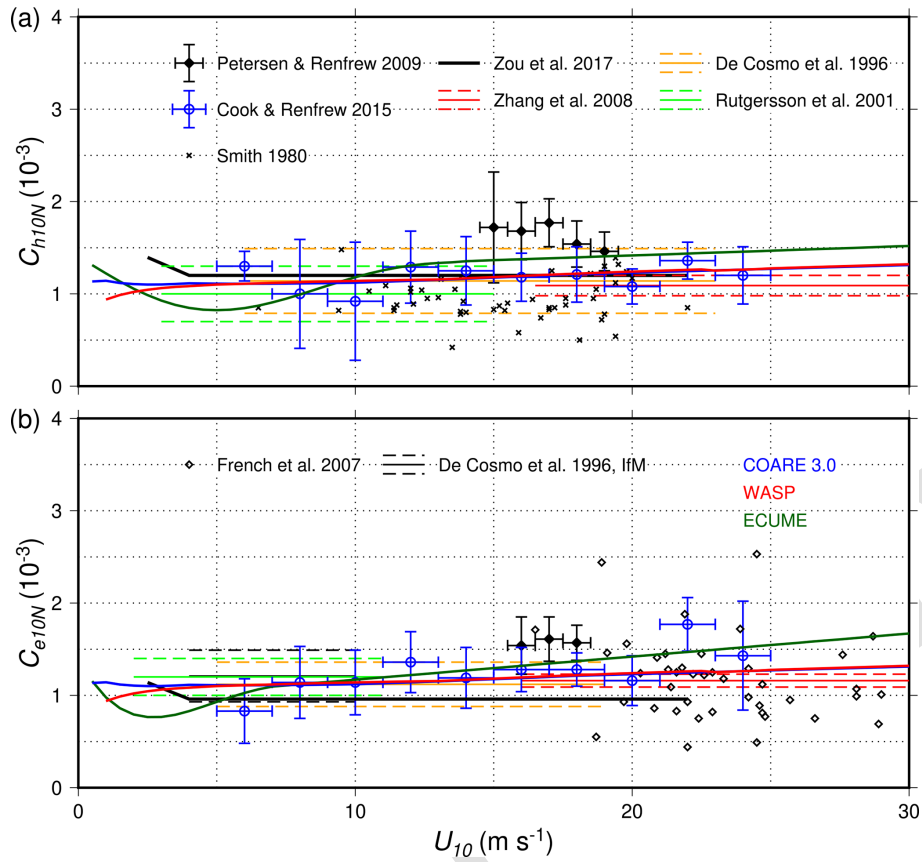 (a)
4
3
2
1
0
C_h10N (10^-3)
Petersen & Renfrew 2009
Zou et al. 2017
De Cosmo et al. 1996
Cook & Renfrew 2015
Zhang et al. 2008
Rutgersson et al. 2001
Smith 1980
(b)
4
3
2
1
0
C_e10N (10^-3)
French et al. 2007
De Cosmo et al. 1996, IfM
COARE 3.0
WASP
ECUME
0 10 20 30
U_10 (m s^-1)